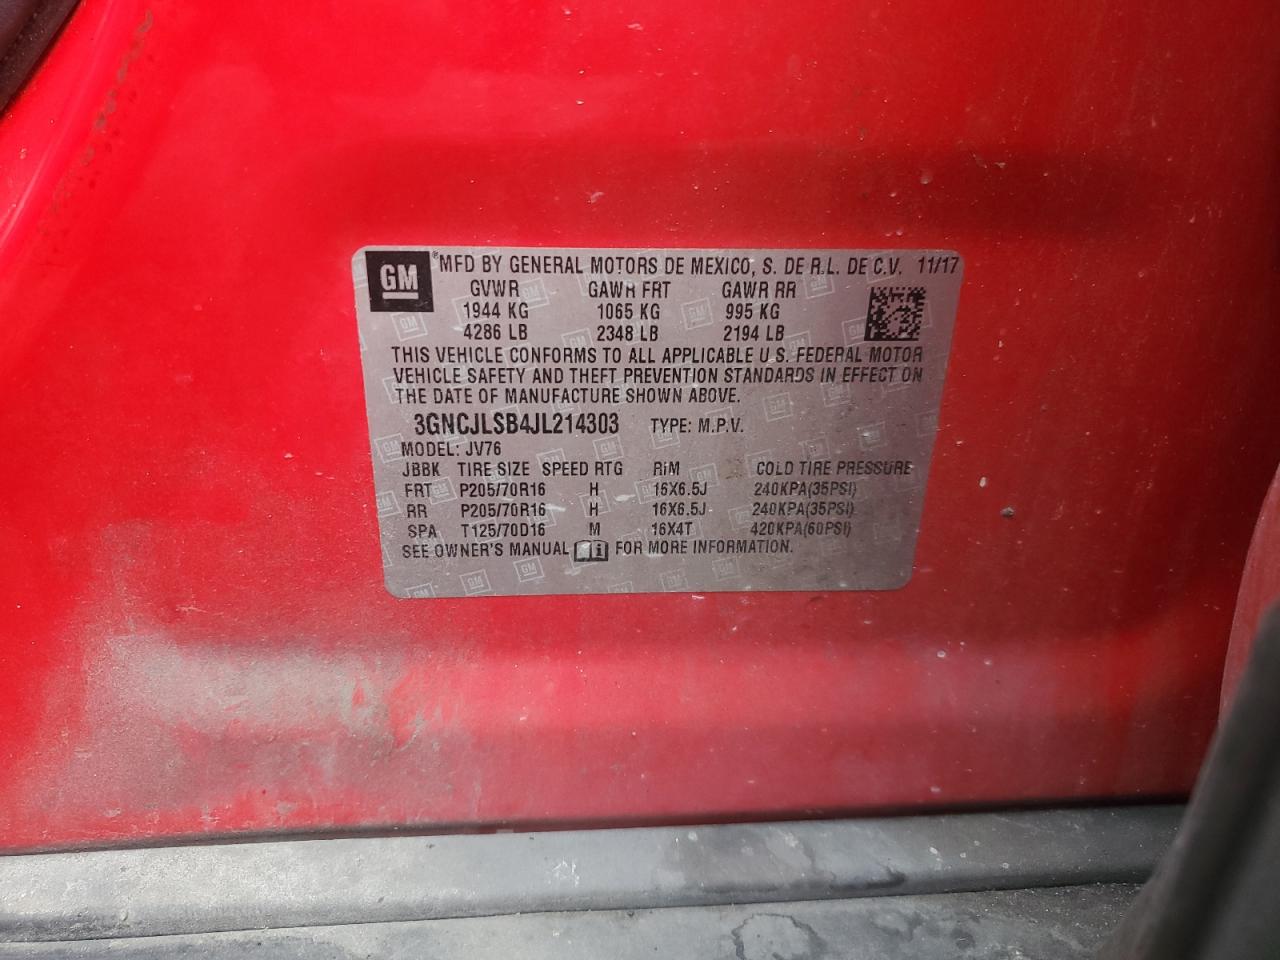 GM ® MFD BY GENERAL MOTORS DE MEXICO, S. DE R.L. DE C.V. 11/17
GVWR GAWR FRT GAWR RR
1944 KG 1065 KG 995 KG
4286 LB 2348 LB 2194 LB
THIS VEHICLE CONFORMS TO ALL APPLICABLE U.S. FEDERAL MOTOR
VEHICLE SAFETY AND THEFT PREVENTION STANDARDS IN EFFECT ON
THE DATE OF MANUFACTURE SHOWN ABOVE.
3GNCJLSB4JL214303 TYPE: M.P.V.
MODEL: JV76
JBBK TIRE SIZE SPEED RTG RIM COLD TIRE PRESSURE
FRT P205/70R16 H 16X6.5J 240KPA(35PSI)
RR P205/70R16 H 16X6.5J 240KPA(35PSI)
SPA T125/70D16 M 16X4T 420KPA(60PSI)
SEE OWNER'S MANUAL i FOR MORE INFORMATION.